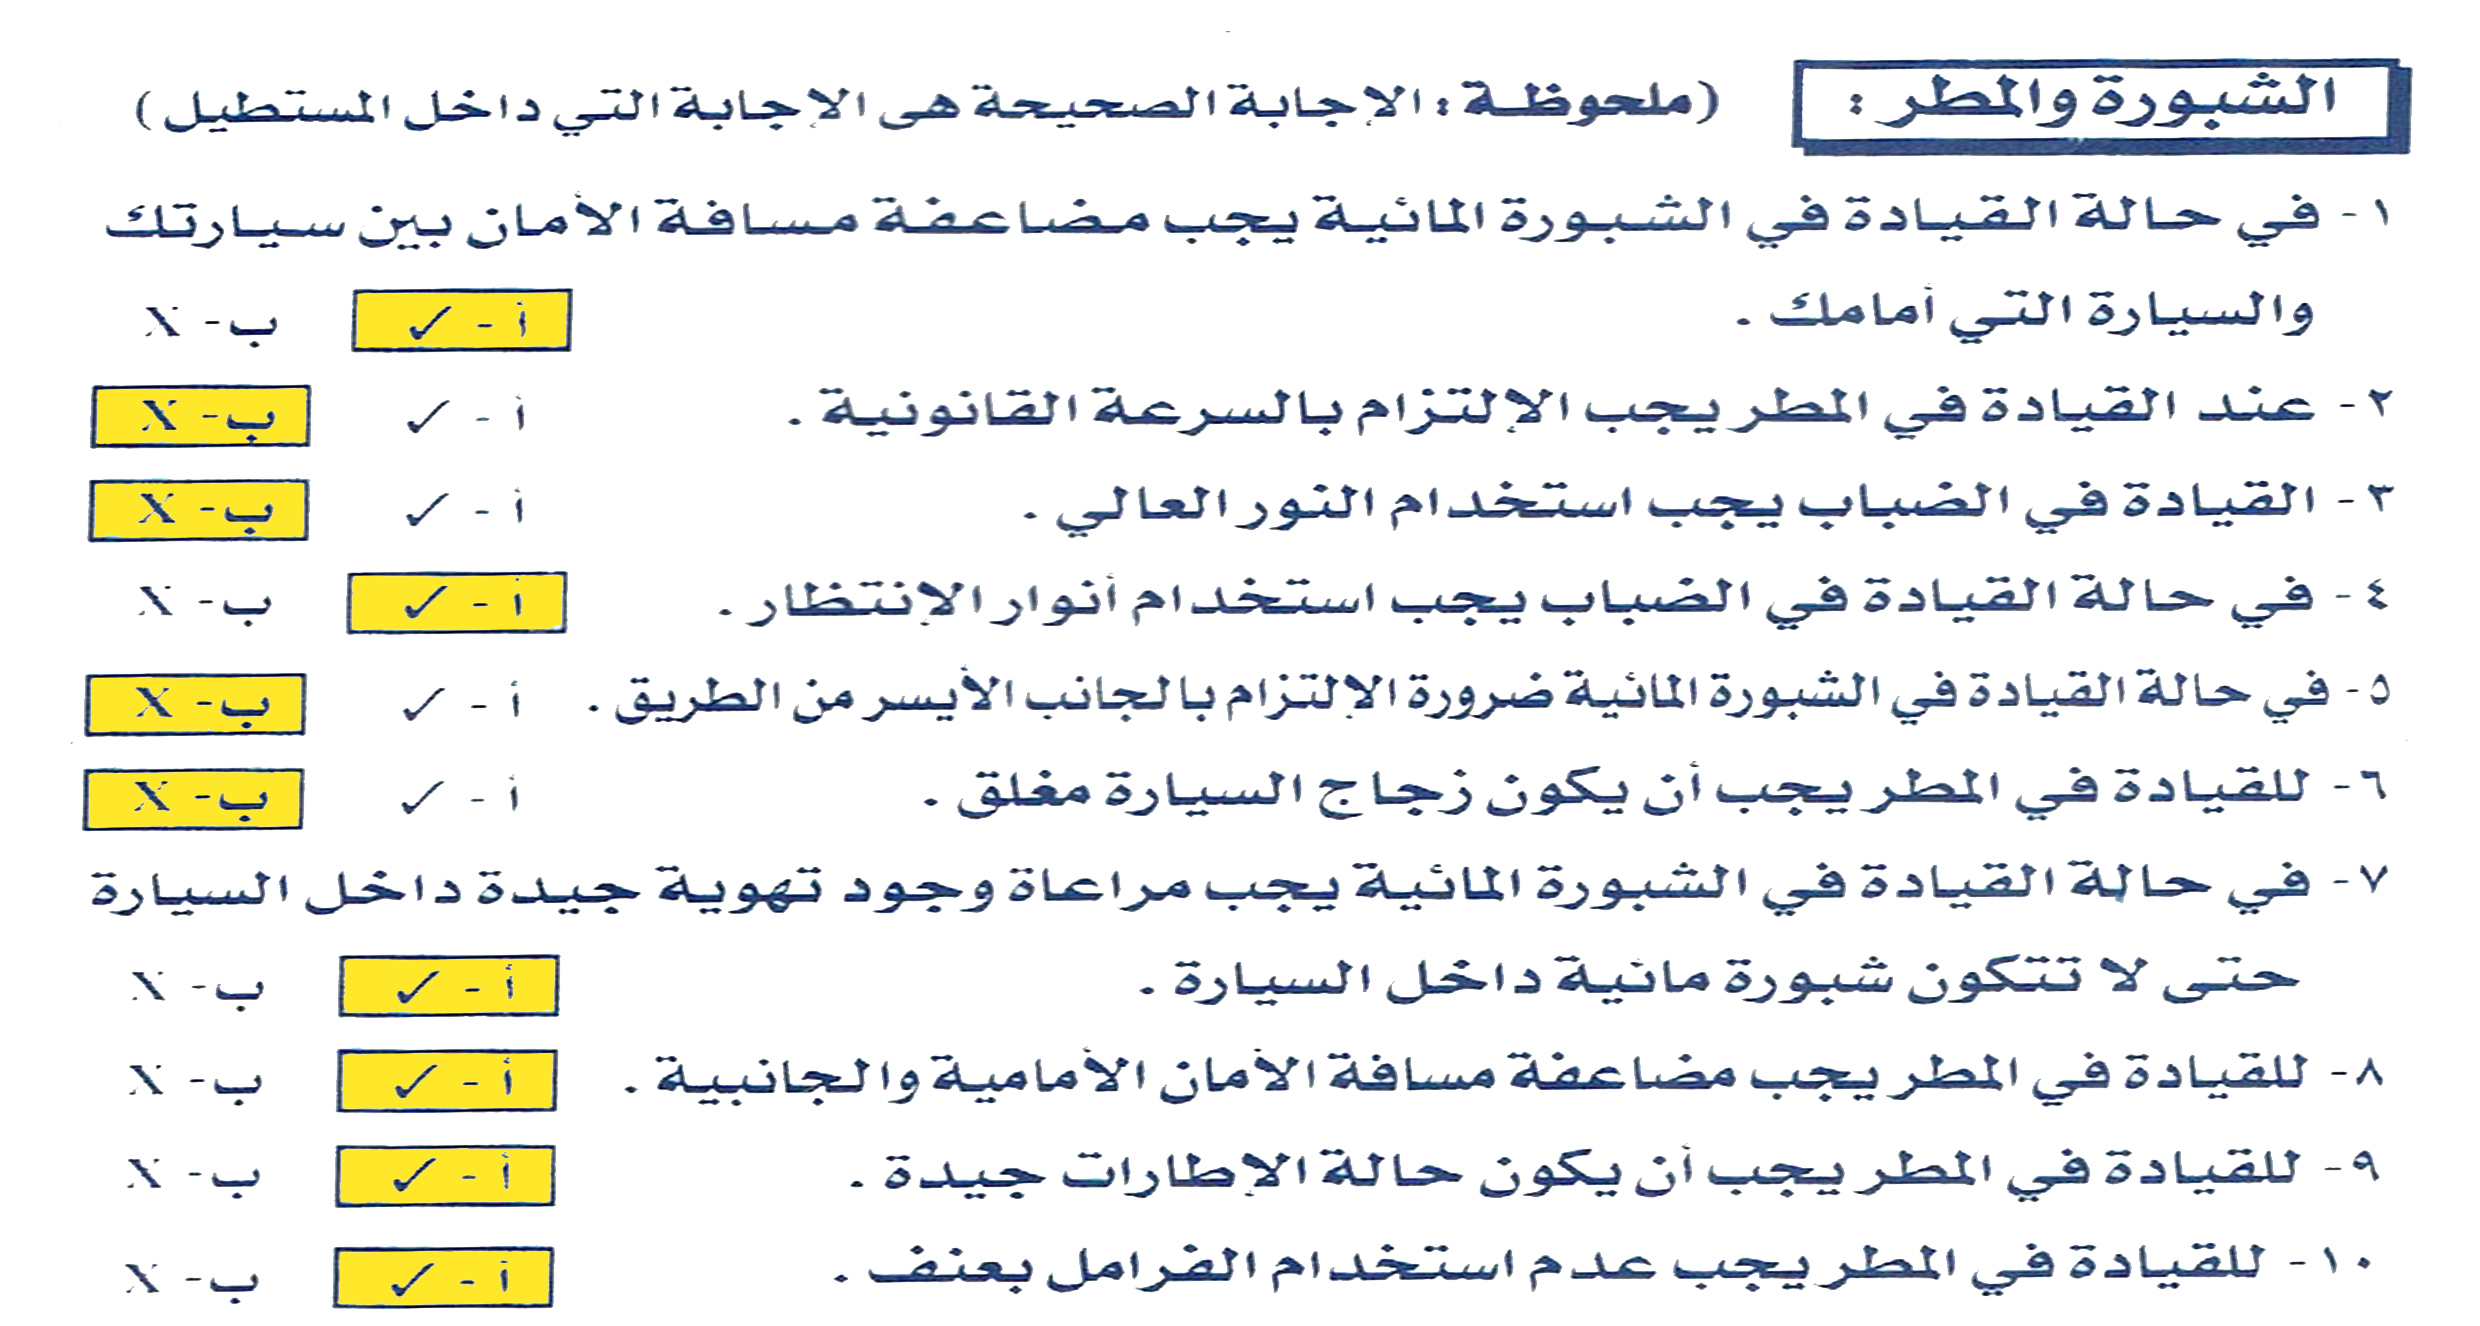 الشبورة والمطر : (ملحوظة : الإجابة الصحيحة هى الإجابة التي داخل المستطيل)
١- في حالة القيادة في الشبورة المائية يجب مضاعفة مسافة الأمان بين سيارتك
والسيارة التي أمامك . أ - ✓ ب- X
٢- عند القيادة في المطر يجب الإلتزام بالسرعة القانونية . أ - ✓ ب- X
٣- القيادة في الضباب يجب استخدام النور العالي . أ - ✓ ب- X
٤- في حالة القيادة في الضباب يجب استخدام أنوار الإنتظار . أ - ✓ ب- X
٥- في حالة القيادة في الشبورة المائية ضرورة الإلتزام بالجانب الأيسر من الطريق . أ - ✓ ب- X
٦- للقيادة في المطر يجب أن يكون زجاج السيارة مغلق . أ - ✓ ب- X
٧- في حالة القيادة في الشبورة المائية يجب مراعاة وجود تهوية جيدة داخل السيارة
حتى لا تتكون شبورة مائية داخل السيارة . أ - ✓ ب- X
٨- للقيادة في المطر يجب مضاعفة مسافة الأمان الأمامية والجانبية . أ - ✓ ب- X
٩- للقيادة في المطر يجب أن يكون حالة الإطارات جيدة . أ - ✓ ب- X
١٠- للقيادة في المطر يجب عدم استخدام الفرامل بعنف . أ - ✓ ب- X